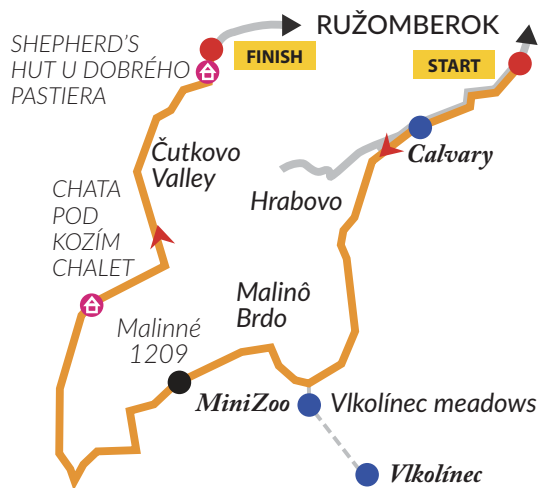 RUŽOMBEROK
SHEPHERD'S
HUT U DOBRÉHO
PASTIERA
FINISH
START
Calvary
Čutkovo
Valley
CHATA
POD
KOZÍM
CHALET
Hrabovo
Malinô
Brdo
Malinné
1209
MiniZoo
Vlkolínec meadows
Vlkolínec